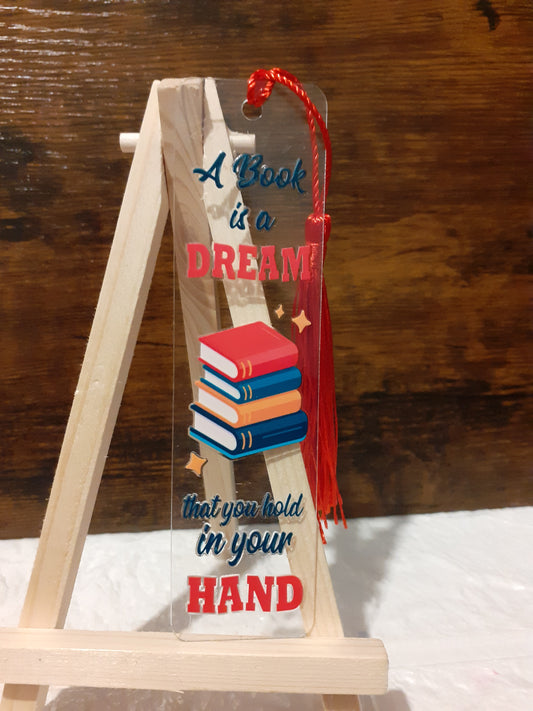 A Book
is a
DREAM
that you hold
in your
HAND